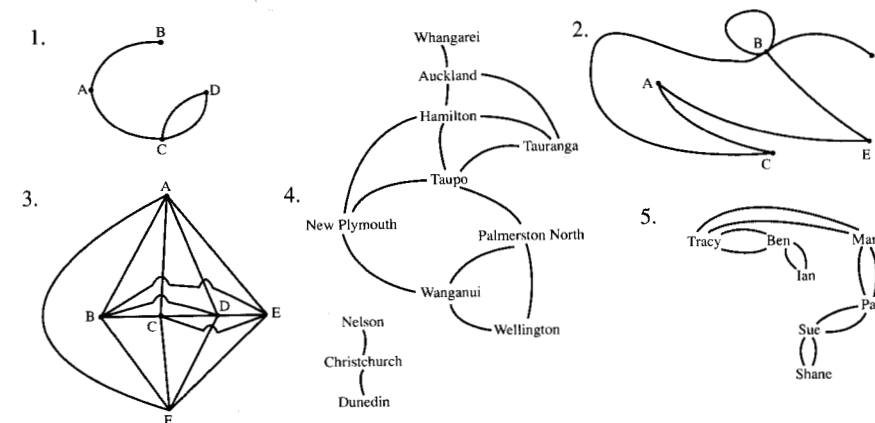 1.
B
A
D
C
Whangarei
Auckland
Hamilton
Tauranga
Taupo
New Plymouth
Palmerston North
Wanganui
Wellington
Nelson
Christchurch
Dunedin
2.
B
A
C
E
3.
A
B
C
D
E
F
4.
5.
Tracy
Ben
Ian
Sue
Shane